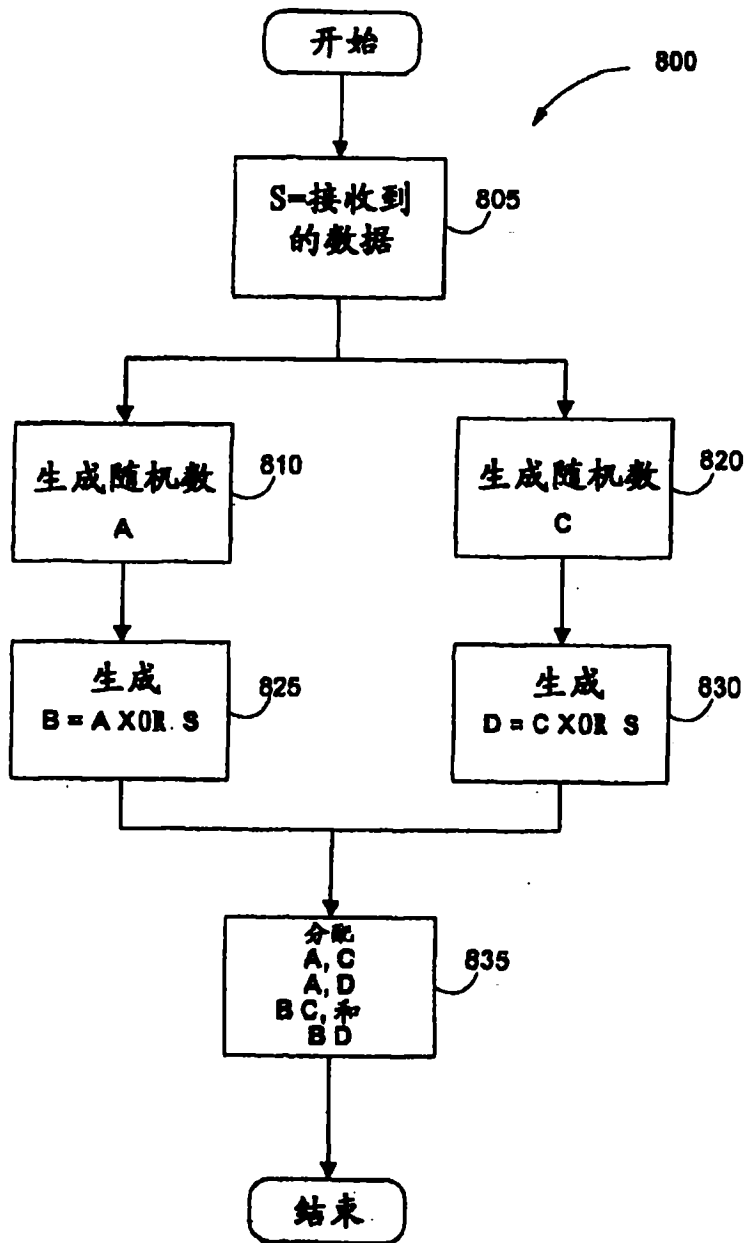 开始
800
S=接收到
的数据
805
生成随机数
A
810
生成随机数
C
820
生成
B = A XOR. S
825
生成
D = C XOR S
830
分配
A, C
A, D
B C, 和
B D
835
结束